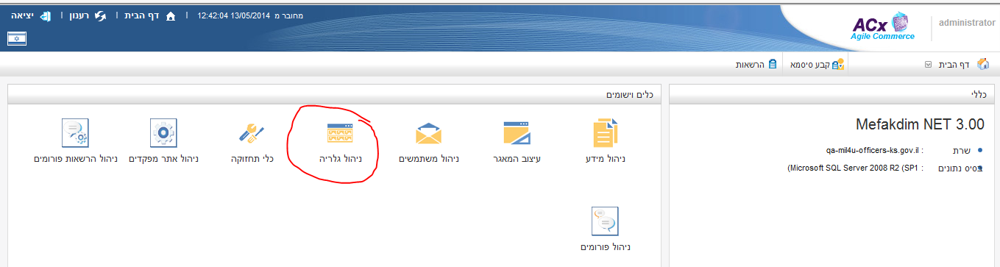 administrator
ACx
Agile Commerce
מחובר מ 13/05/2014 12:42:04 | דף הבית | רענון | יציאה
דף הבית
קבע סיסמא
הרשאות
כללי
Mefakdim NET 3.00
שרת : qa-mil4u-officers-ks.gov.il
בסיס נתונים : Microsoft SQL Server 2008 R2 (SP1)
כלים וישומים
ניהול מידע
עיצוב המאגר
ניהול משתמשים
ניהול גלריה
כלי תחזוקה
ניהול אתר מפקדים
ניהול הרשאות פורומים
ניהול פורומים